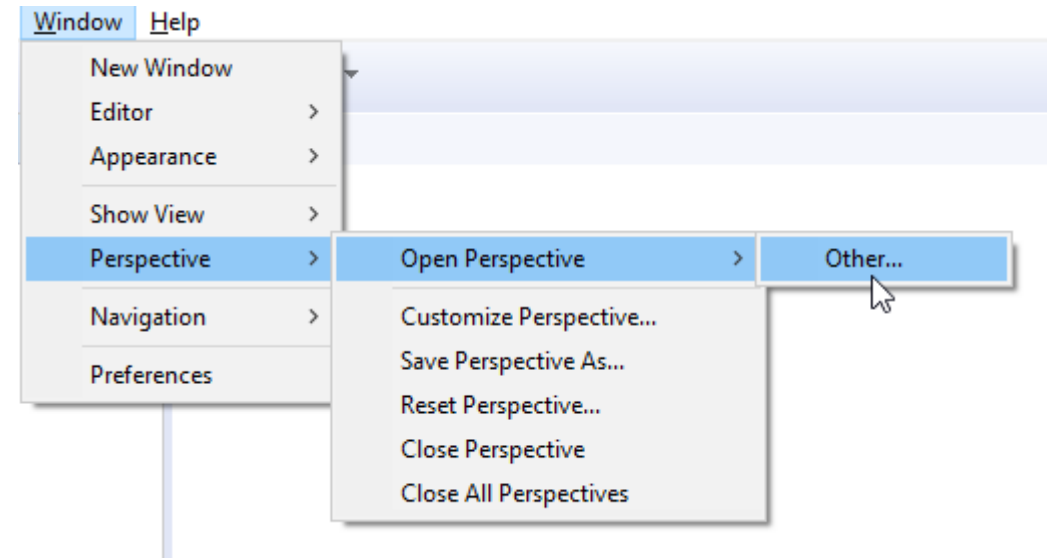 Window Help
New Window
Editor
Appearance
Show View
Perspective
Navigation
Preferences
Open Perspective
Customize Perspective...
Save Perspective As...
Reset Perspective...
Close Perspective
Close All Perspectives
Other...